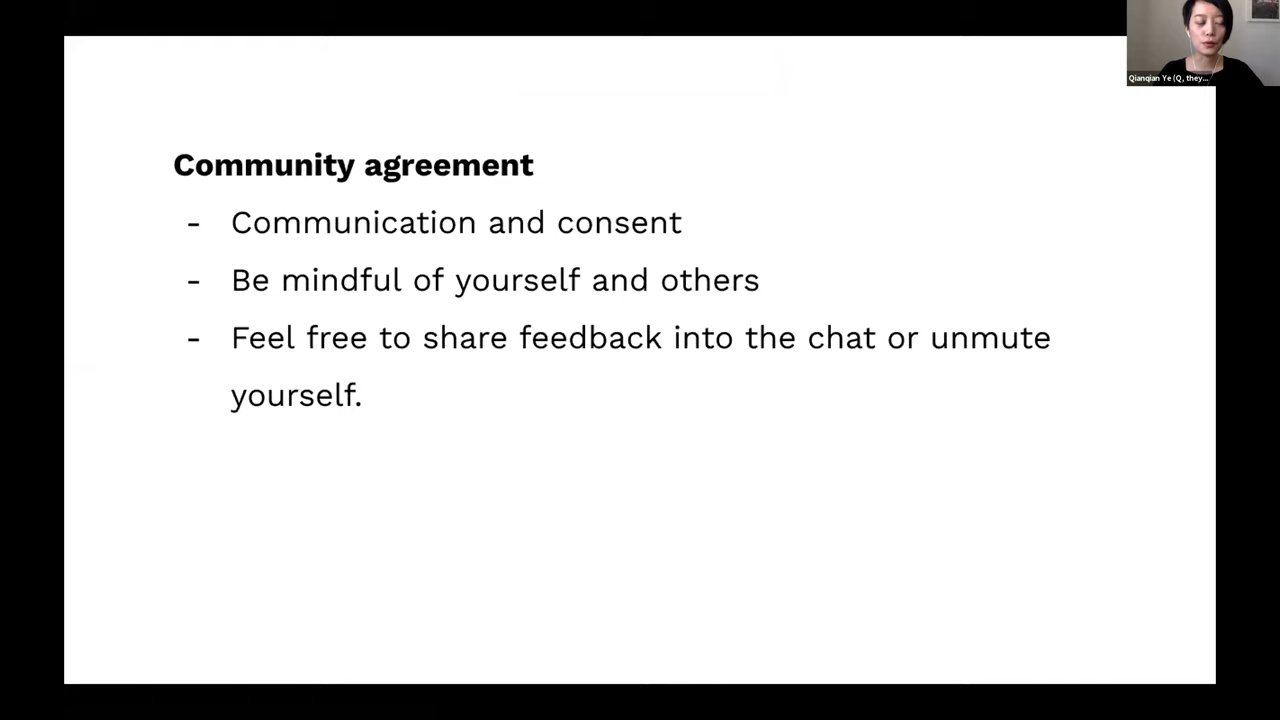 Qianqian Ye (Q, they...
Community agreement
- Communication and consent
- Be mindful of yourself and others
- Feel free to share feedback into the chat or unmute
yourself.